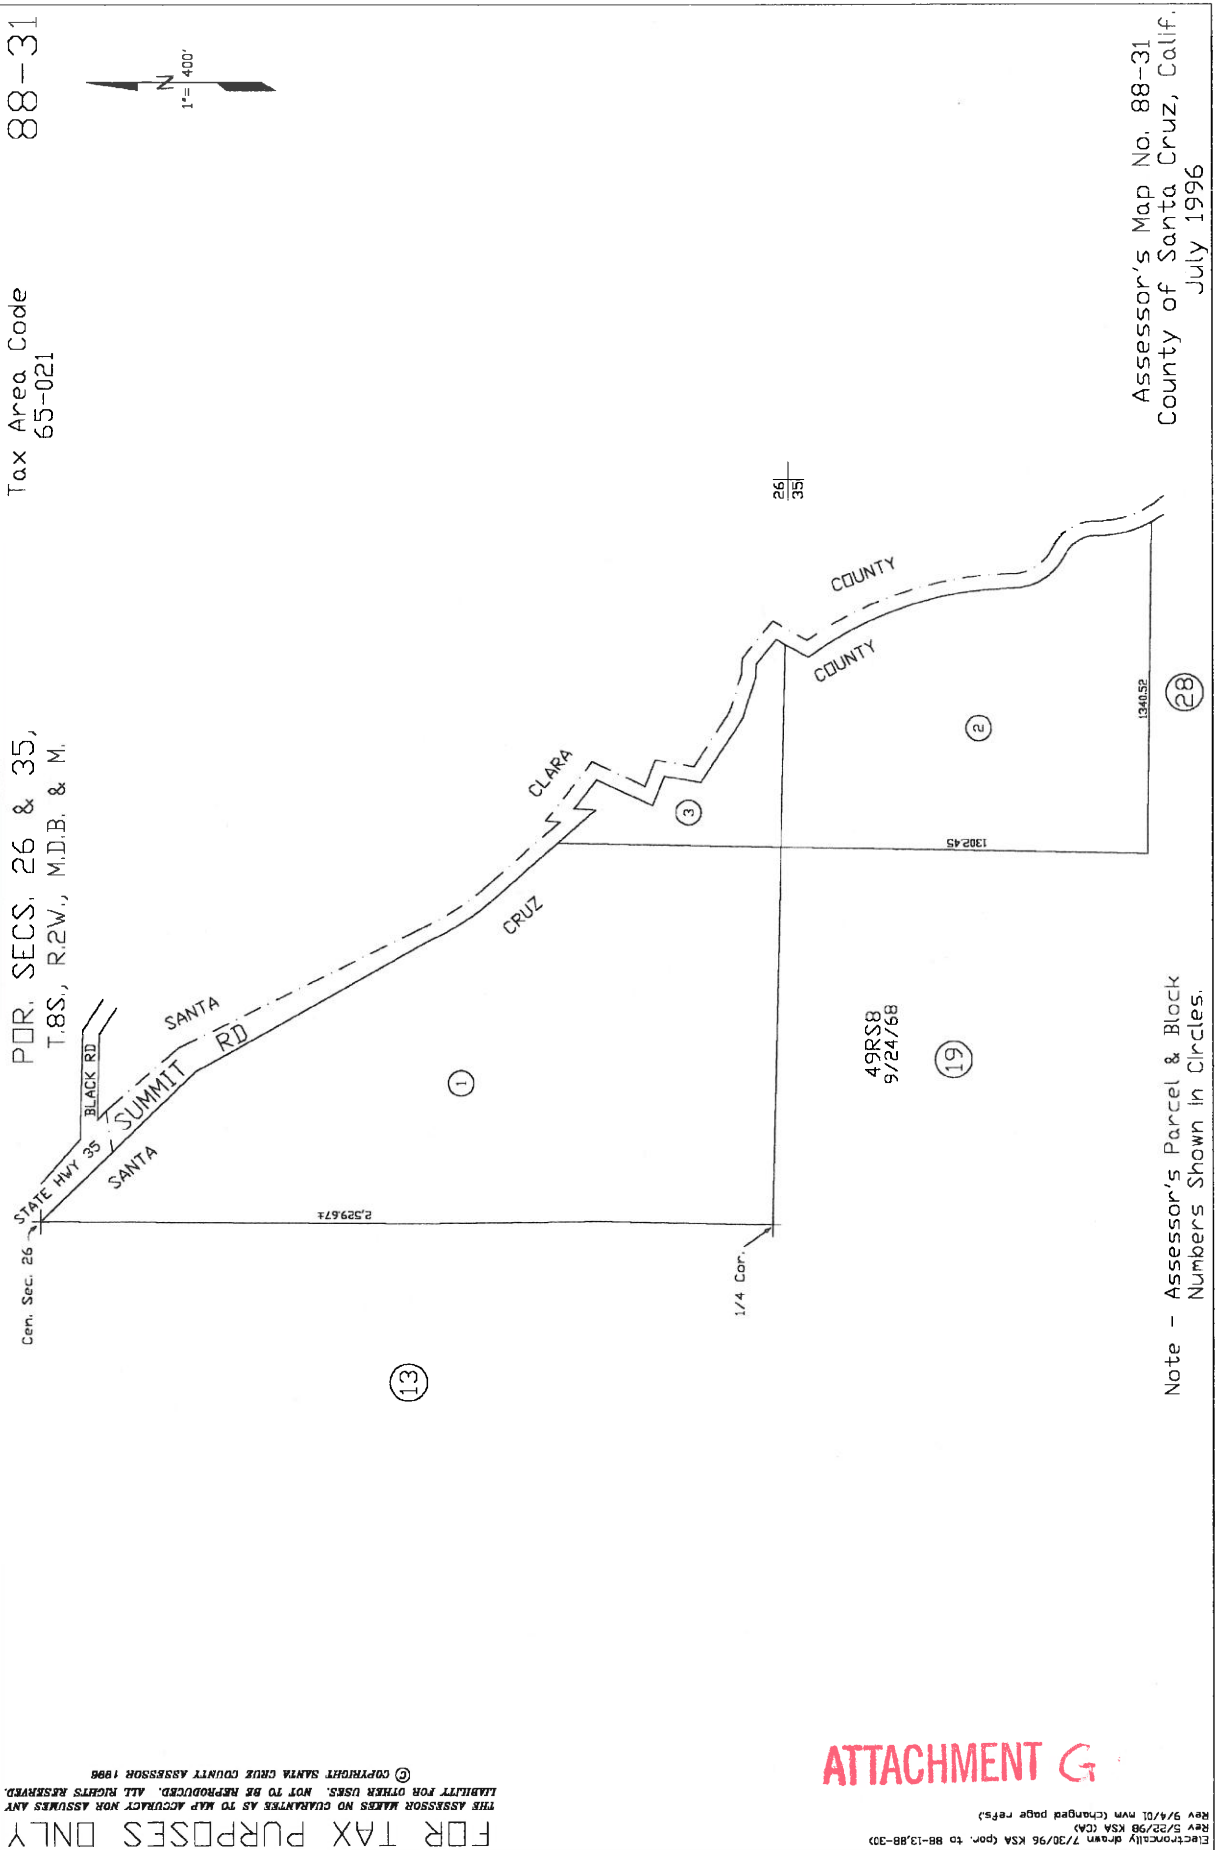 FOR TAX PURPOSES ONLY
THE ASSESSOR MAKES NO GUARANTEE AS TO MAP ACCURACY NOR ASSUMES ANY
LIABILITY FOR OTHER USES. NOT TO BE REPRODUCED. ALL RIGHTS RESERVED.
© COPYRIGHT SANTA CRUZ COUNTY ASSESSOR 1996
POR. SECS. 26 & 35,
T.8S., R.2W., M.D.B. & M.
Tax Area Code
65-021
88-31
N
1"= 400'
Cen. Sec. 26
STATE HWY 35
BLACK RD
SUMMIT RD
SANTA
CRUZ
COUNTY
SANTA
CLARA
COUNTY
2,529.67±
1
13
1/4 Cor.
3
26
35
2
1302.45
1340.52
49RS8
9/24/68
19
28
Note - Assessor's Parcel & Block
Numbers Shown in Circles.
Assessor's Map No. 88-31
County of Santa Cruz, Calif.
July 1996
ATTACHMENT G
Electronically drawn 7/30/96 KSA (por. to 88-13,88-30)
Rev 5/22/98 KSA (CA)
Rev 9/4/01 mvm (changed page refs.)